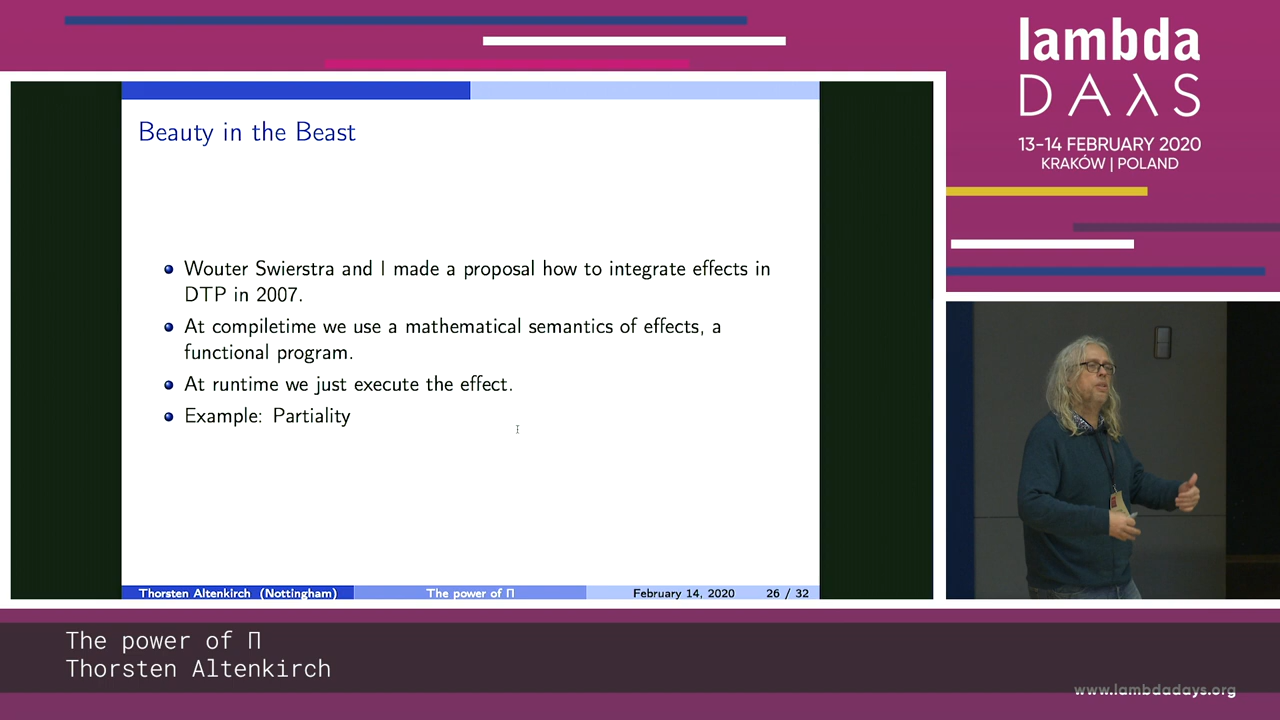 lambda
DAλS
13–14 FEBRUARY 2020
KRAKÓW | POLAND
Beauty in the Beast
Wouter Swierstra and I made a proposal how to integrate effects in
DTP in 2007.
At compiletime we use a mathematical semantics of effects, a
functional program.
At runtime we just execute the effect.
Example: Partiality
Thorsten Altenkirch (Nottingham) The power of Π February 14, 2020 26 / 32
The power of Π
Thorsten Altenkirch
www.lambdadays.org